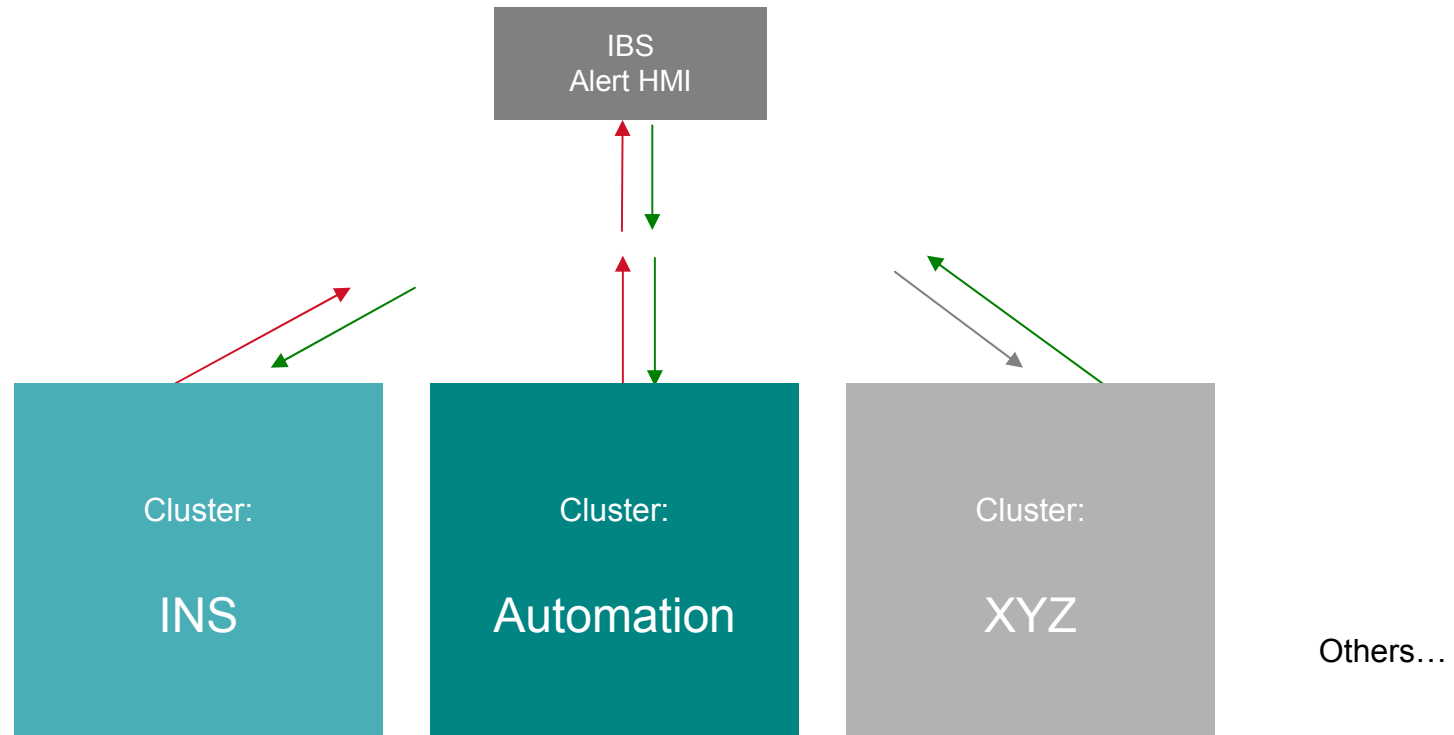 IBS
Alert HMI
Cluster:
INS
Cluster:
Automation
Cluster:
XYZ
Others…